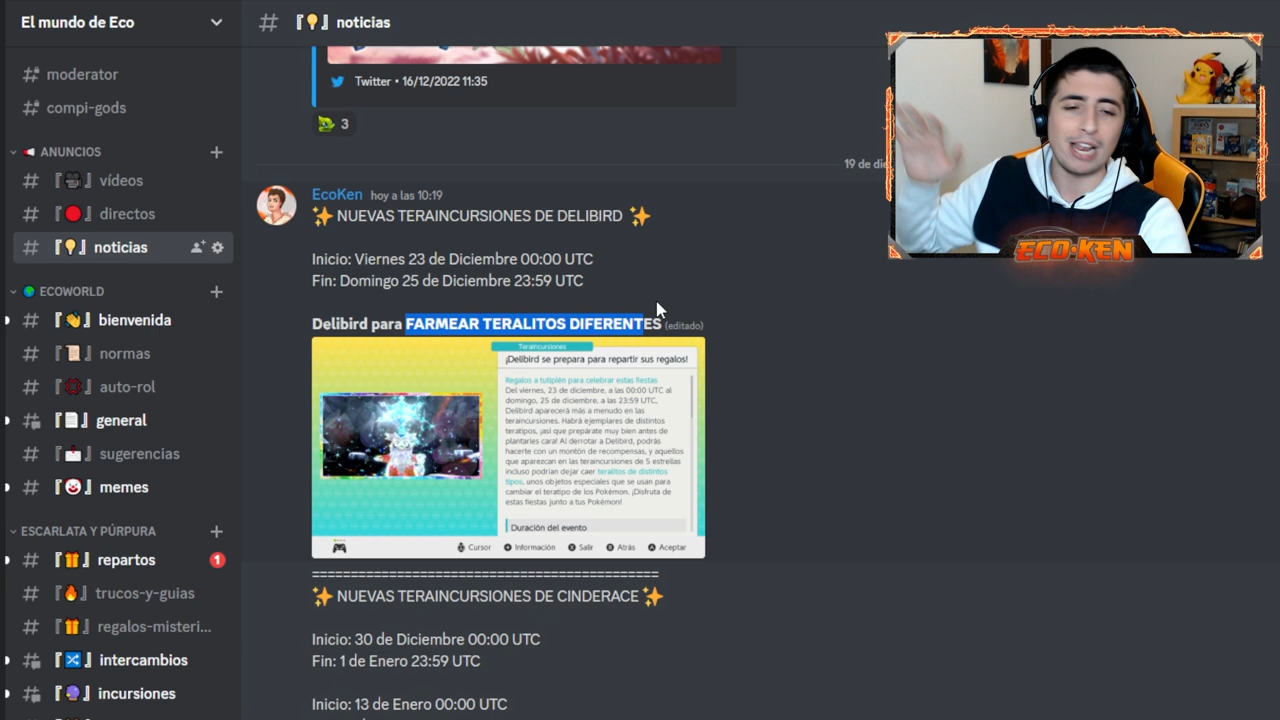 El mundo de Eco
moderator
compi-gods
ANUNCIOS
vídeos
directos
noticias
ECOWORLD
bienvenida
normas
auto-rol
general
sugerencias
memes
ESCARLATA Y PÚRPURA
repartos
1
trucos-y-guias
regalos-misteri...
intercambios
incursiones
noticias
Twitter • 16/12/2022 11:35
3
19 de die
EcoKen hoy a las 10:19
✨ NUEVAS TERAINCURSIONES DE DELIBIRD ✨
Inicio: Viernes 23 de Diciembre 00:00 UTC
Fin: Domingo 25 de Diciembre 23:59 UTC
Delibird para FARMEAR TERALITOS DIFERENTES (editado)
Teraincursiones
¡Delibird se prepara para repartir sus regalos!
Regalos a tutiplén para celebrar estas fiestas
Del viernes, 23 de diciembre, a las 00:00 UTC al
domingo, 25 de diciembre, a las 23:59 UTC,
Delibird aparecerá más a menudo en las
teraincursiones. Habrá ejemplares de distintos
teratipos, ¡así que prepárate muy bien antes de
plantarles cara! Al derrotar a Delibird, podrás
hacerte con un montón de recompensas, y aquellos
que aparezcan en las teraincursiones de 5 estrellas
incluso podrían dejar caer teralitos de distintos
tipos, unos objetos especiales que se usan para
cambiar el teratipo de los Pokémon. ¡Disfruta de
estas fiestas junto a tus Pokémon!
Duración del evento
Cursor
Información
Salir
Atrás
Aceptar
=============================================
✨ NUEVAS TERAINCURSIONES DE CINDERACE ✨
Inicio: 30 de Diciembre 00:00 UTC
Fin: 1 de Enero 23:59 UTC
Inicio: 13 de Enero 00:00 UTC
ECO-KEN